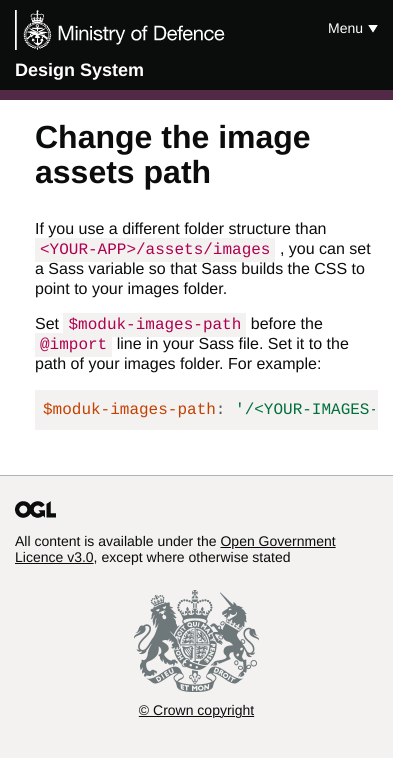 Ministry of Defence
Menu
Design System
Change the image
assets path
If you use a different folder structure than
<YOUR-APP>/assets/images , you can set
a Sass variable so that Sass builds the CSS to
point to your images folder.
Set $moduk-images-path before the
@import line in your Sass file. Set it to the
path of your images folder. For example:
$moduk-images-path: '/<YOUR-IMAGES-
OGL
All content is available under the Open Government
Licence v3.0, except where otherwise stated
DIEU ET MON DROIT
© Crown copyright